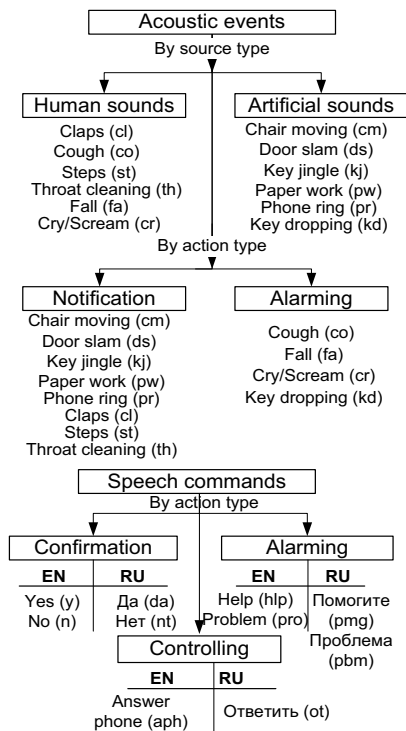 Acoustic events
By source type
Human sounds
Claps (cl)
Cough (co)
Steps (st)
Throat cleaning (th)
Fall (fa)
Cry/Scream (cr)
Artificial sounds
Chair moving (cm)
Door slam (ds)
Key jingle (kj)
Paper work (pw)
Phone ring (pr)
Key dropping (kd)
By action type
Notification
Chair moving (cm)
Door slam (ds)
Key jingle (kj)
Paper work (pw)
Phone ring (pr)
Claps (cl)
Steps (st)
Throat cleaning (th)
Alarming
Cough (co)
Fall (fa)
Cry/Scream (cr)
Key dropping (kd)
Speech commands
By action type
Confirmation
EN RU
Yes (y) Да (da)
No (n) Нет (nt)
Alarming
EN RU
Help (hlp) Помогите
Problem (pro) (pmg)
Проблема
(pbm)
Controlling
EN RU
Answer
phone (aph) Ответить (ot)